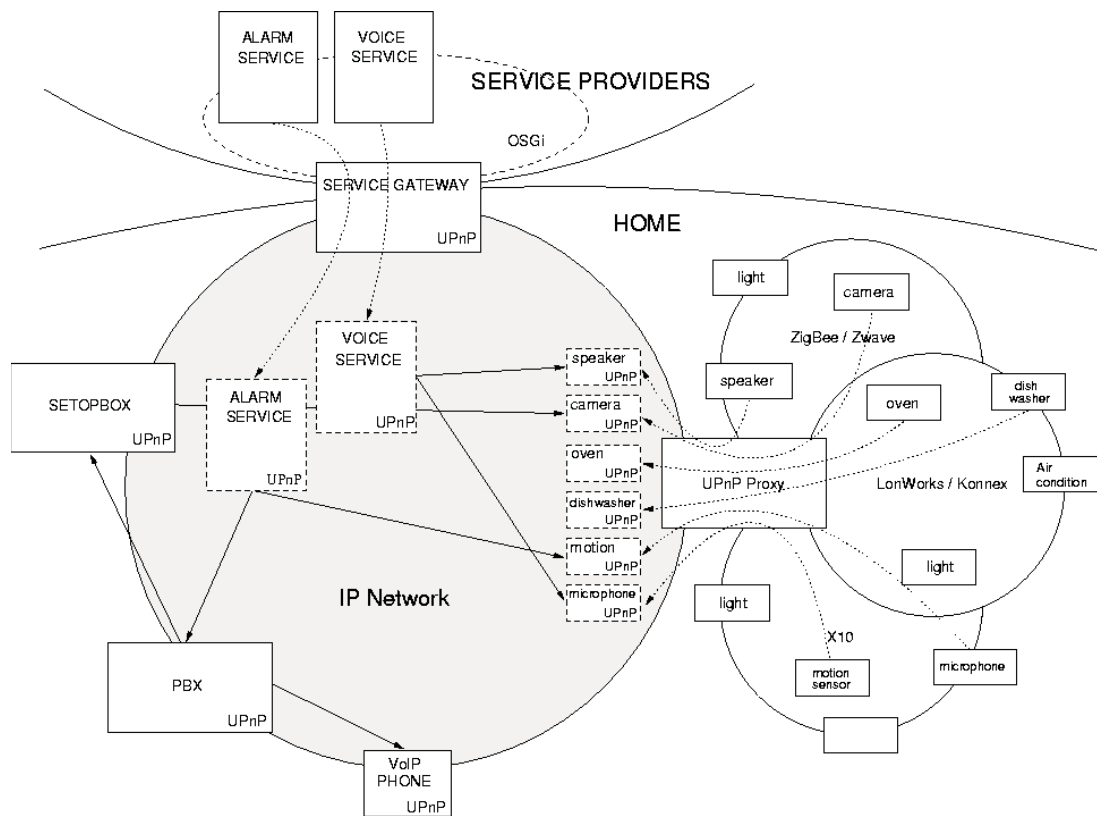 ALARM
SERVICE
VOICE
SERVICE
SERVICE PROVIDERS
OSGi
SERVICE GATEWAY
UPnP
HOME
light
camera
ZigBee / Zwave
speaker
VOICE
SERVICE
UPnP
speaker
UPnP
camera
UPnP
oven
UPnP
dishwasher
UPnP
motion
UPnP
microphone
UPnP
SETOPBOX
UPnP
ALARM
SERVICE
UPnP
oven
dish
washer
UPnP Proxy
LonWorks / Konnex
Air
condition
light
light
IP Network
X10
motion
sensor
microphone
PBX
UPnP
VoIP
PHONE
UPnP